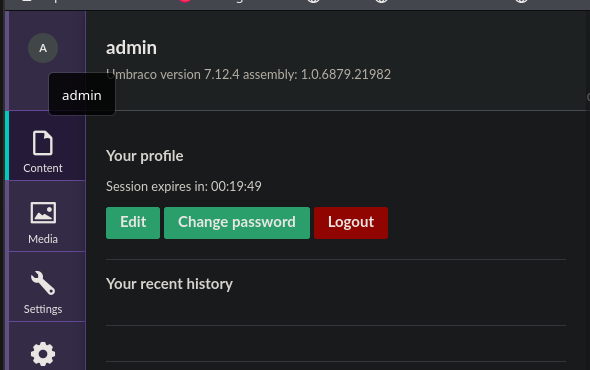 A
admin
Umbraco version 7.12.4 assembly: 1.0.6879.21982
admin
Content
Media
Settings
Your profile
Session expires in: 00:19:49
Edit
Change password
Logout
Your recent history